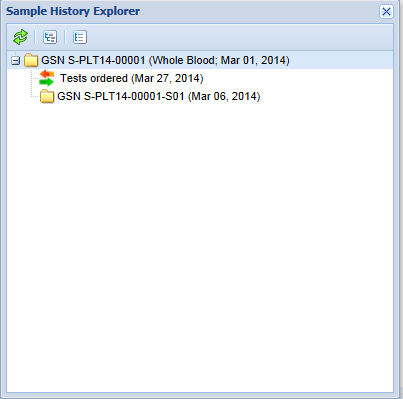 Sample History Explorer
GSN S-PLT14-00001 (Whole Blood; Mar 01, 2014)
Tests ordered (Mar 27, 2014)
GSN S-PLT14-00001-S01 (Mar 06, 2014)